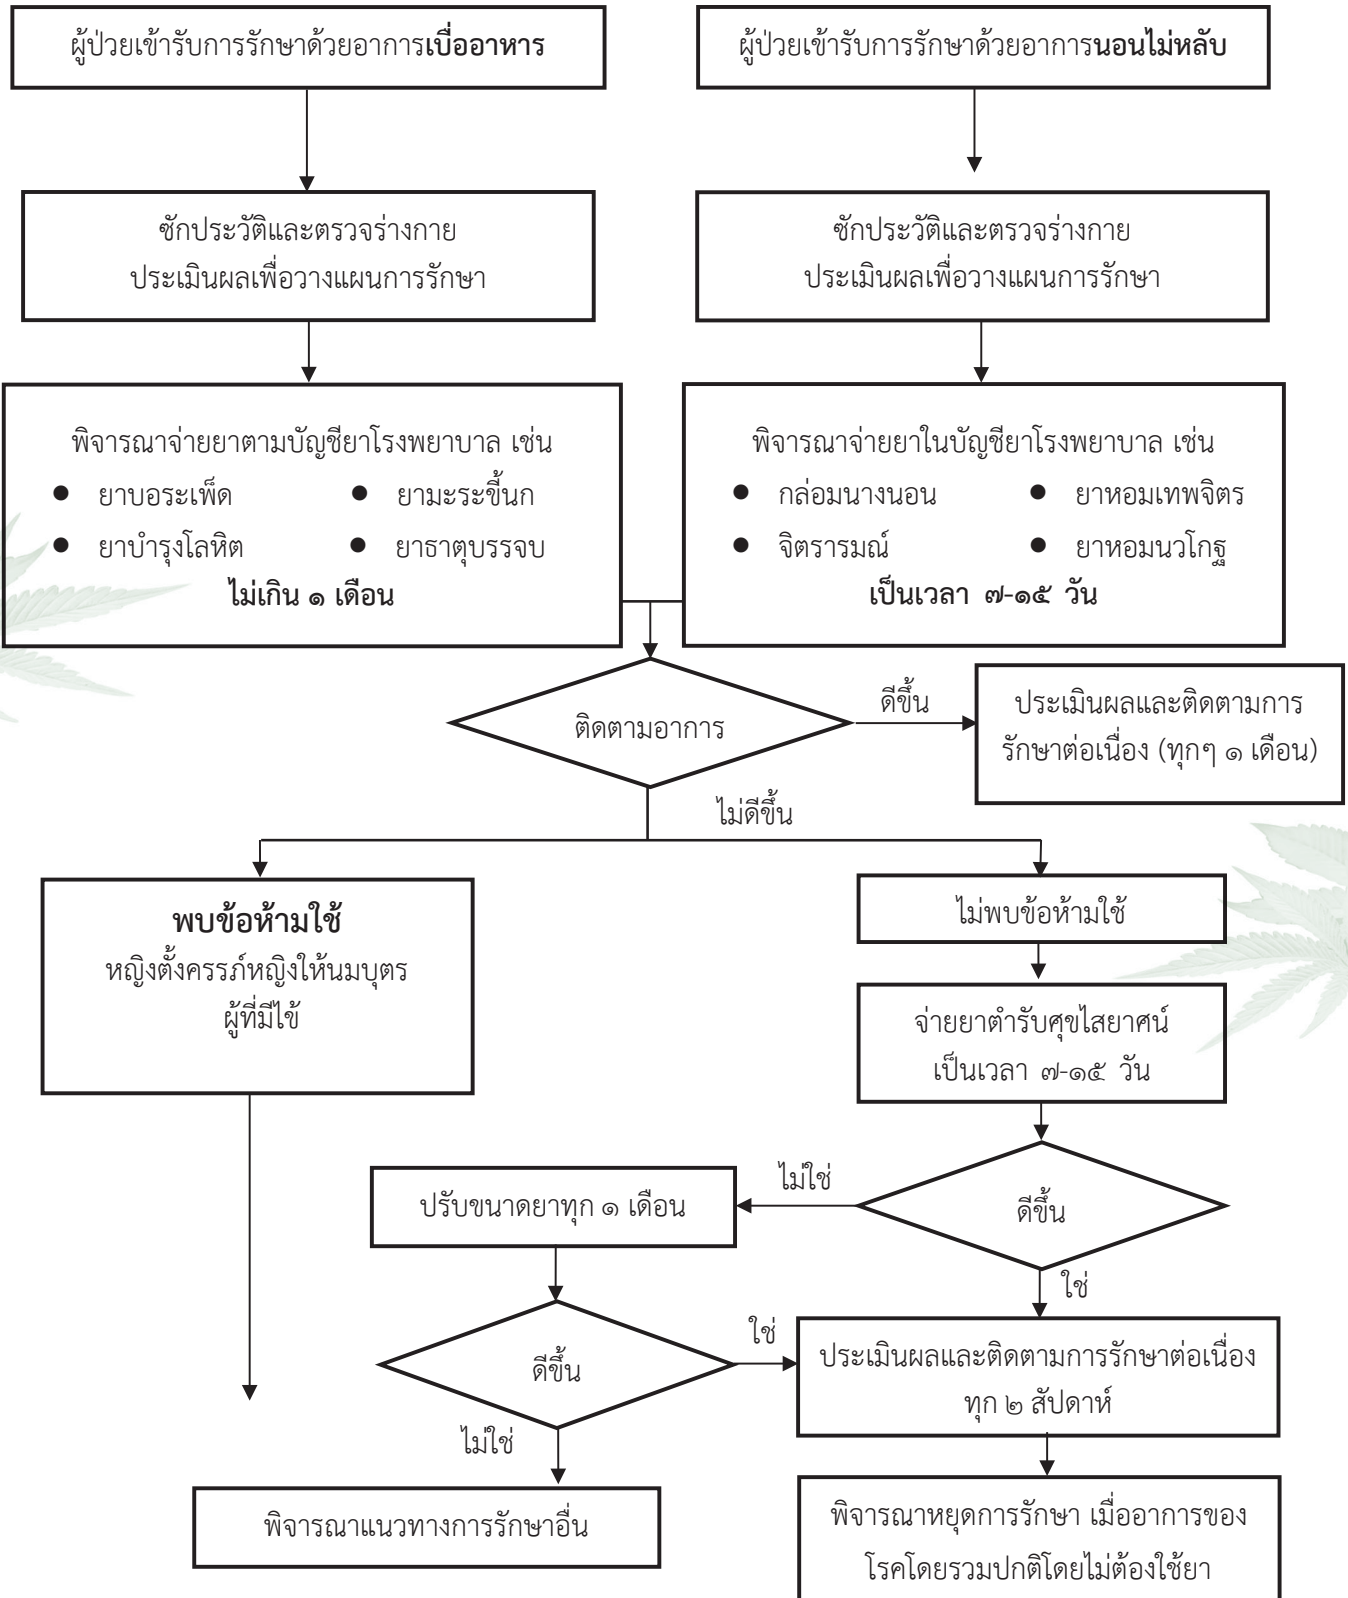 ผู้ป่วยเข้ารับการรักษาด้วยอาการเบื่ออาหาร
ผู้ป่วยเข้ารับการรักษาด้วยอาการนอนไม่หลับ
ซักประวัติและตรวจร่างกาย
ประเมินผลเพื่อวางแผนการรักษา
ซักประวัติและตรวจร่างกาย
ประเมินผลเพื่อวางแผนการรักษา
พิจารณาจ่ายยาตามบัญชียาโรงพยาบาล เช่น
● ยาบอระเพ็ด ● ยามะระขี้นก
● ยาบำรุงโลหิต ● ยาธาตุบรรจบ
ไม่เกิน ๑ เดือน
พิจารณาจ่ายยาในบัญชียาโรงพยาบาล เช่น
● กล่อมนางนอน ● ยาหอมเทพจิตร
● จิตรารมณ์ ● ยาหอมนวโกฐ
เป็นเวลา ๗-๑๕ วัน
ติดตามอาการ
ดีขึ้น
ประเมินผลและติดตามการ
รักษาต่อเนื่อง (ทุกๆ ๑ เดือน)
ไม่ดีขึ้น
พบข้อห้ามใช้
หญิงตั้งครรภ์หญิงให้นมบุตร
ผู้ที่มีไข้
ไม่พบข้อห้ามใช้
จ่ายยาตำรับศุขไสยาศน์
เป็นเวลา ๗-๑๕ วัน
ดีขึ้น
ไม่ใช่
ปรับขนาดยาทุก ๑ เดือน
ใช่
ดีขึ้น
ใช่
ประเมินผลและติดตามการรักษาต่อเนื่อง
ทุก ๒ สัปดาห์
ไม่ใช่
พิจารณาแนวทางการรักษาอื่น
พิจารณาหยุดการรักษา เมื่ออาการของ
โรคโดยรวมปกติโดยไม่ต้องใช้ยา